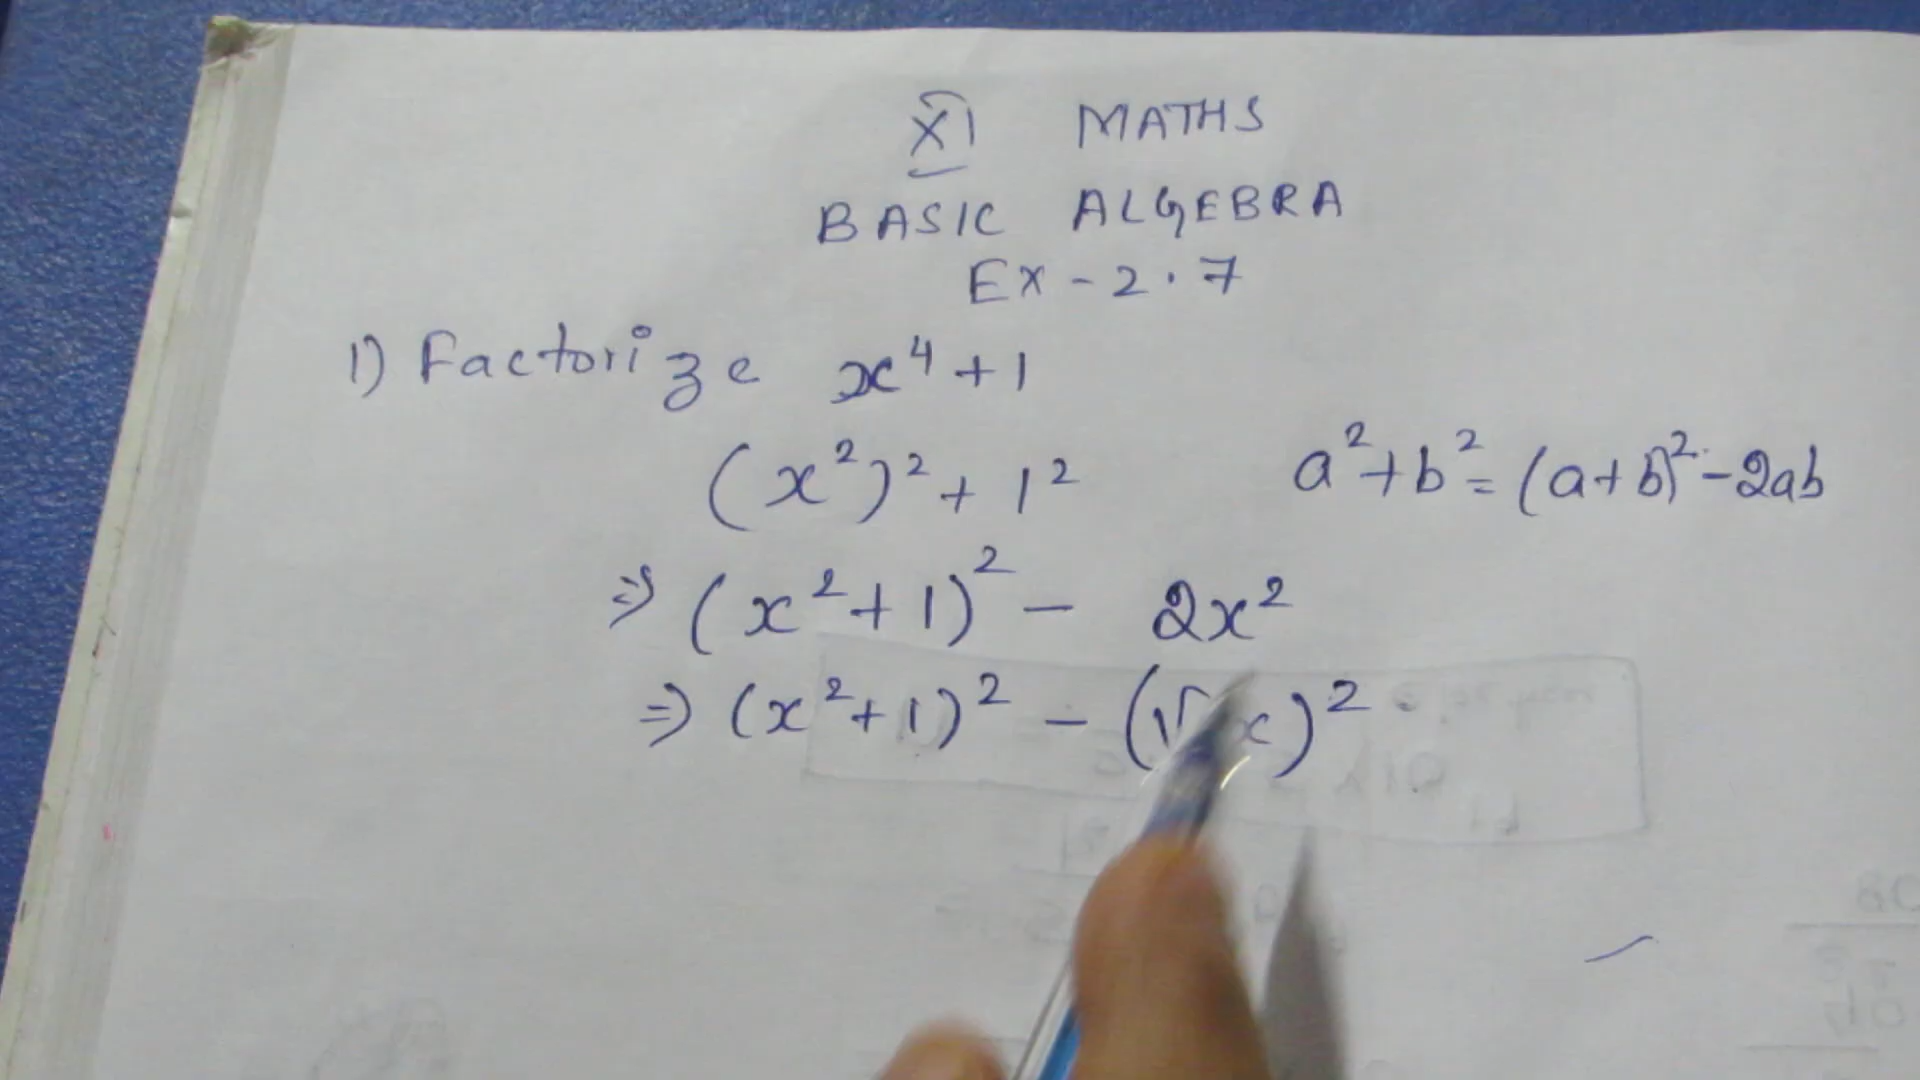 XI MATHS
BASIC ALGEBRA
Ex - 2.7
1) Factorize x⁴ + 1
(x²)² + 1² a² + b² = (a+b)² - 2ab
⇒ (x² + 1)² - 2x²
⇒ (x² + 1)² - (√ x)²